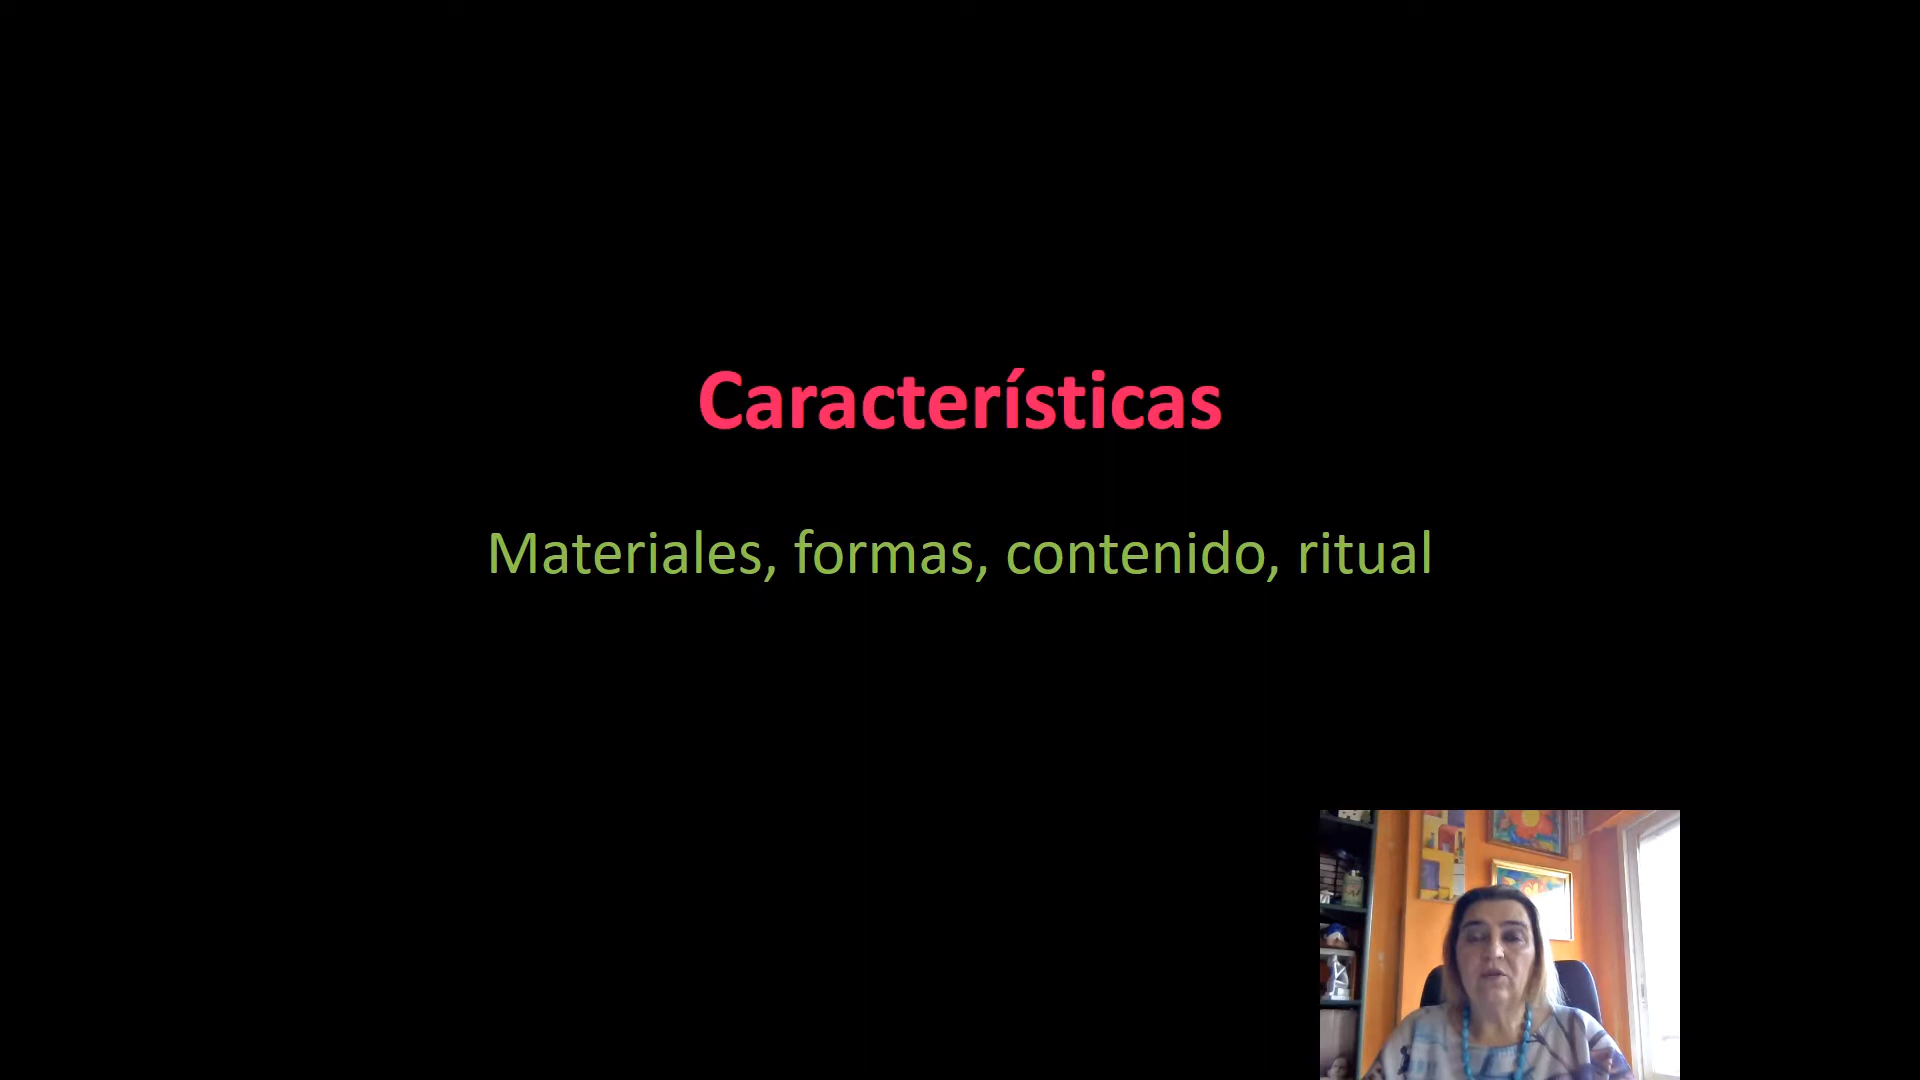 Características
Materiales, formas, contenido, ritual